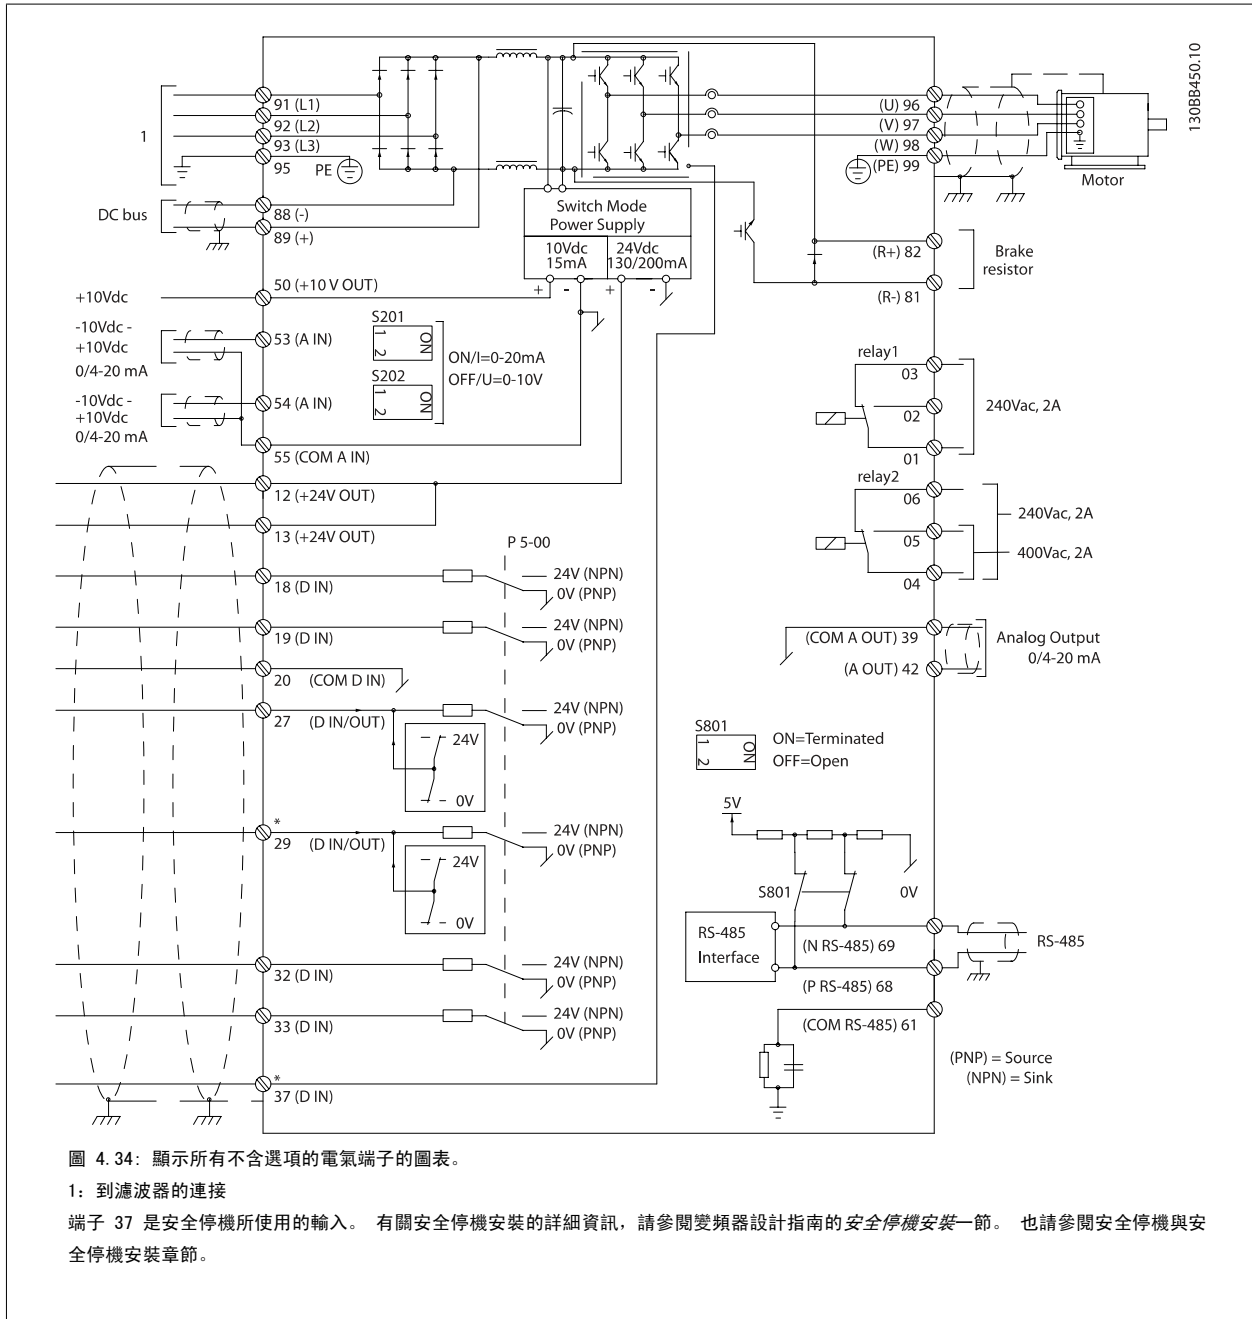 130BB450.10
1
91 (L1)
92 (L2)
93 (L3)
95
PE
DC bus
88 (-)
89 (+)
Switch Mode
Power Supply
10Vdc
15mA
24Vdc
130/200mA
+
-
+
-
(U) 96
(V) 97
(W) 98
(PE) 99
Motor
(R+) 82
(R-) 81
Brake
resistor
+10Vdc
50 (+10 V OUT)
-10Vdc -
+10Vdc
0/4-20 mA
53 (A IN)
S201
1
2
ON
S202
1
2
ON
ON/I=0-20mA
OFF/U=0-10V
-10Vdc -
+10Vdc
0/4-20 mA
54 (A IN)
55 (COM A IN)
12 (+24V OUT)
13 (+24V OUT)
relay1
03
02
01
240Vac, 2A
relay2
06
05
04
240Vac, 2A
400Vac, 2A
P 5-00
18 (D IN)
24V (NPN)
0V (PNP)
19 (D IN)
24V (NPN)
0V (PNP)
20 (COM D IN)
27 (D IN/OUT)
24V (NPN)
0V (PNP)
24V
0V
*
29 (D IN/OUT)
24V (NPN)
0V (PNP)
24V
0V
32 (D IN)
24V (NPN)
0V (PNP)
33 (D IN)
24V (NPN)
0V (PNP)
*
37 (D IN)
(COM A OUT) 39
(A OUT) 42
Analog Output
0/4-20 mA
S801
1
2
ON
ON=Terminated
OFF=Open
5V
S801
0V
RS-485
Interface
(N RS-485) 69
(P RS-485) 68
RS-485
(COM RS-485) 61
(PNP) = Source
(NPN) = Sink
圖 4.34: 顯示所有不含選項的電氣端子的圖表。
1: 到濾波器的連接
端子 37 是安全停機所使用的輸入。 有關安全停機安裝的詳細資訊, 請參閱變頻器設計指南的安全停機安裝一節。 也請參閱安全停機與安
全停機安裝章節。